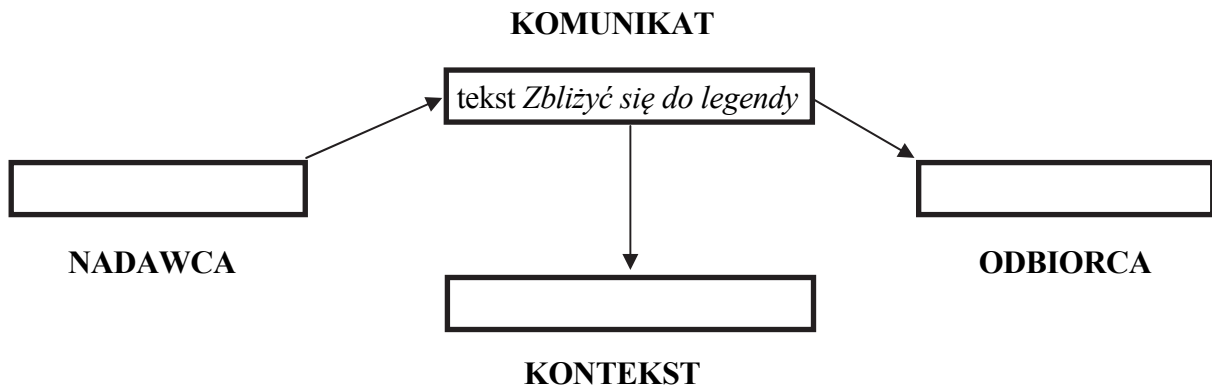 KOMUNIKAT
tekst Zbliżyć się do legendy
NADAWCA
ODBIORCA
KONTEKST